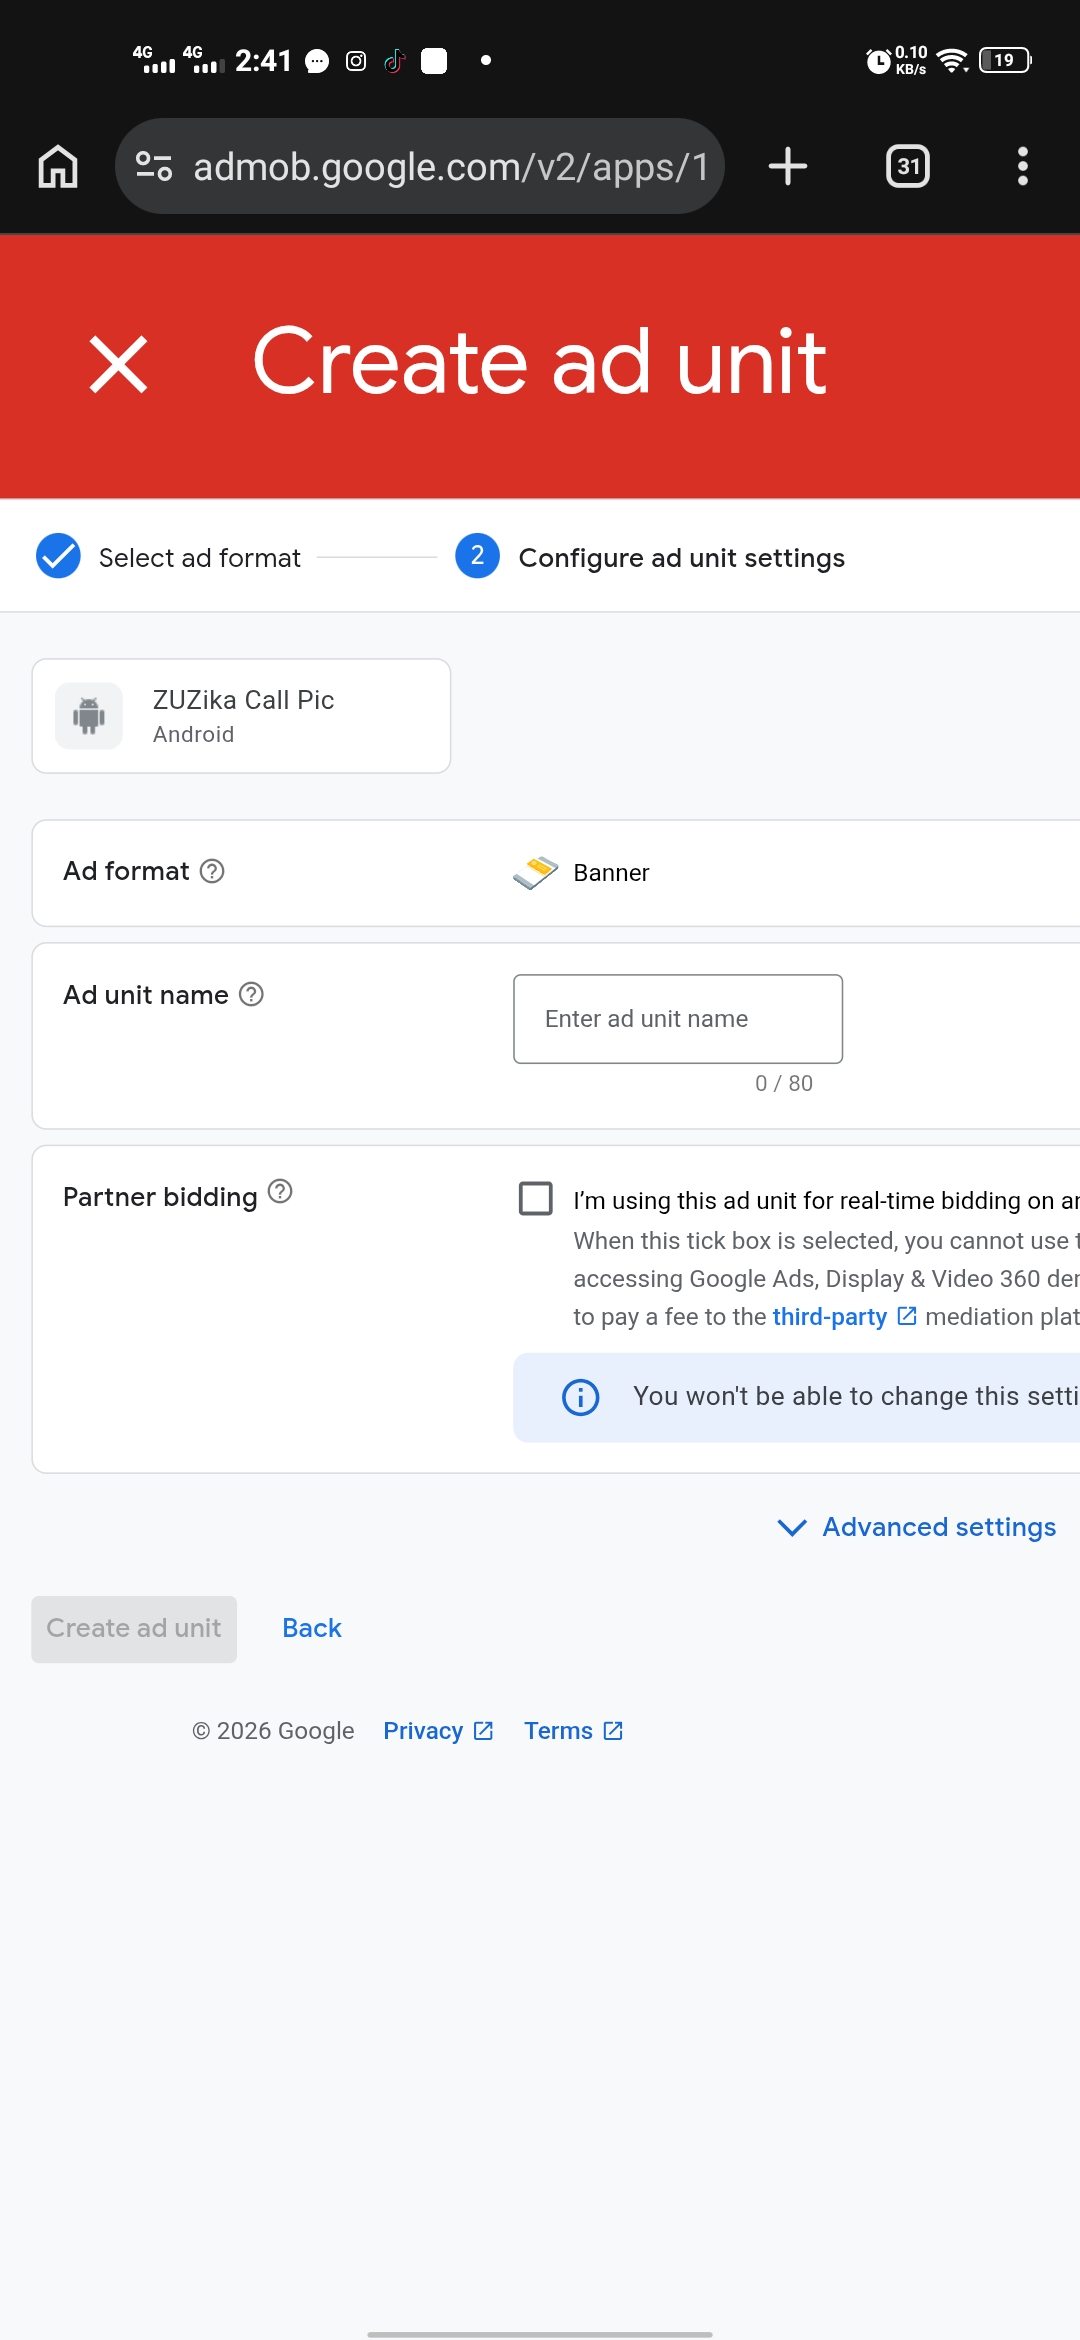 4G 4G 2:41 0.10 KB/s 19
admob.google.com/v2/apps/1 31
Create ad unit
Select ad format 2 Configure ad unit settings
ZUZika Call Pic
Android
Ad format Banner
Ad unit name Enter ad unit name
0 / 80
Partner bidding I’m using this ad unit for real-time bidding on
When this tick box is selected, you cannot use
accessing Google Ads, Display & Video 360
to pay a fee to the third-party mediation
You won't be able to change this
Advanced settings
Create ad unit Back
© 2026 Google Privacy Terms